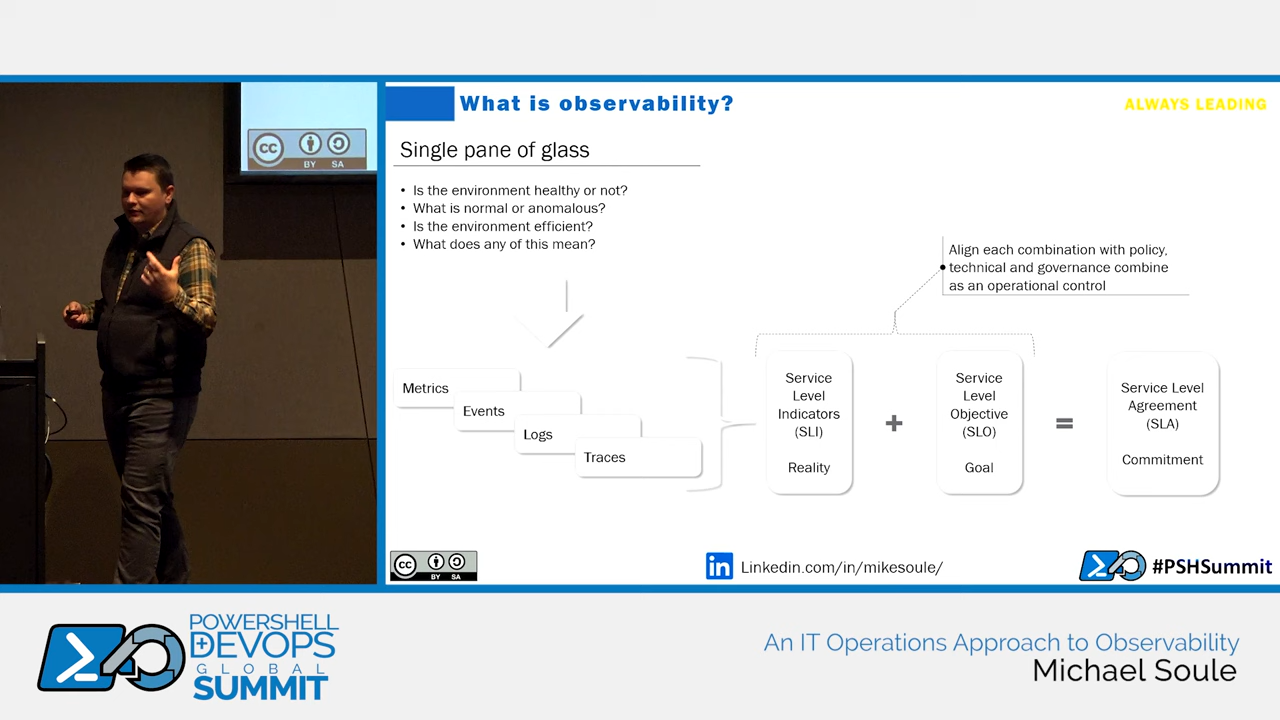 CC
BY SA
What is observability?
ALWAYS LEADING
Single pane of glass
• Is the environment healthy or not?
• What is normal or anomalous?
• Is the environment efficient?
• What does any of this mean?
Align each combination with policy,
technical and governance combine
as an operational control
Metrics
Events
Logs
Traces
Service
Level
Indicators
(SLI)
Reality
+
Service
Level
Objective
(SLO)
Goal
=
Service Level
Agreement
(SLA)
Commitment
CC
BY SA
in
Linkedin.com/in/mikesoule/
#PSHSummit
POWERSHELL
+DEVOPS
GLOBAL
SUMMIT
An IT Operations Approach to Observability
Michael Soule